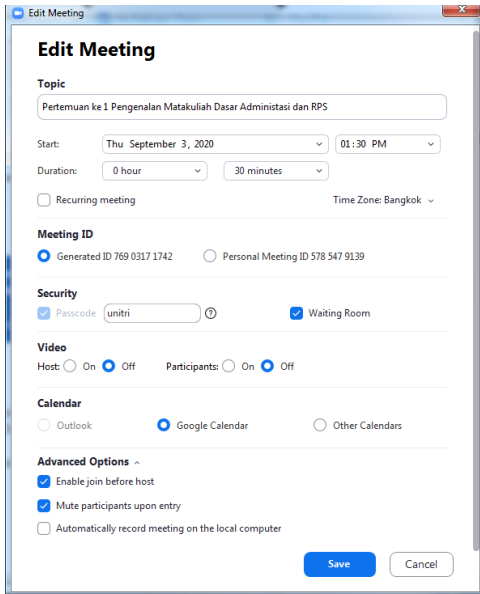 Edit Meeting
Edit Meeting
Topic
Pertemuan ke 1 Pengenalan Matakuliah Dasar Administasi dan RPS
Start: Thu September 3, 2020 01:30 PM
Duration: 0 hour 30 minutes
Recurring meeting Time Zone: Bangkok
Meeting ID
Generated ID 769 0317 1742 Personal Meeting ID 578 547 9139
Security
Passcode unitri ? Waiting Room
Video
Host: On Off Participants: On Off
Calendar
Outlook Google Calendar Other Calendars
Advanced Options
Enable join before host
Mute participants upon entry
Automatically record meeting on the local computer
Save Cancel